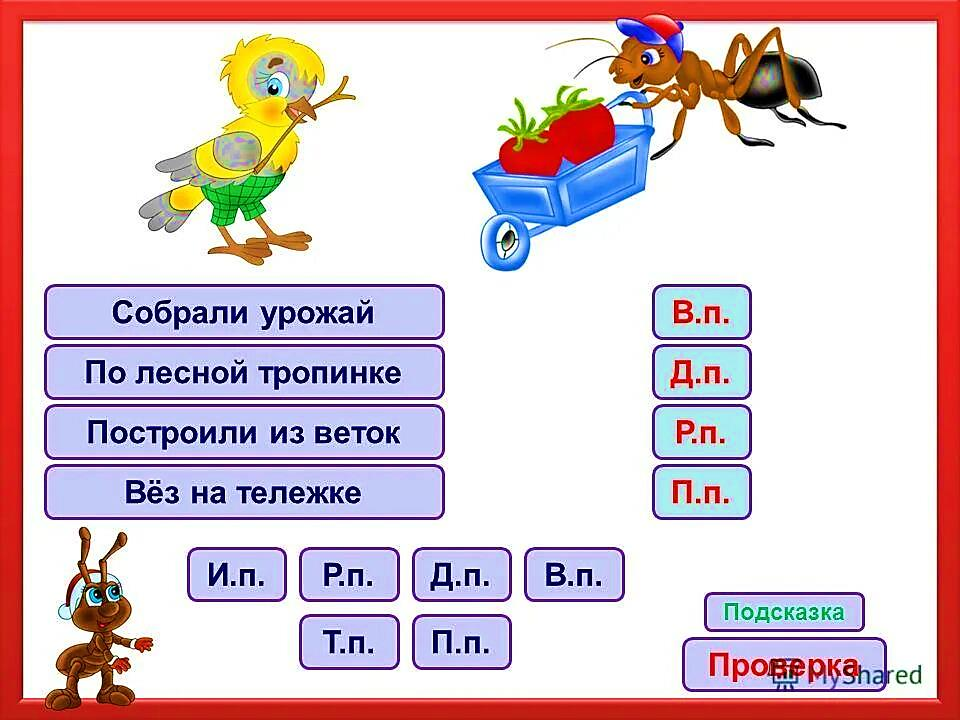 Собрали урожай В.п.
По лесной тропинке Д.п.
Построили из веток Р.п.
Вёз на тележке П.п.
И.п. Р.п. Д.п. В.п.
Т.п. П.п.
Подсказка
Проверка
MyShared